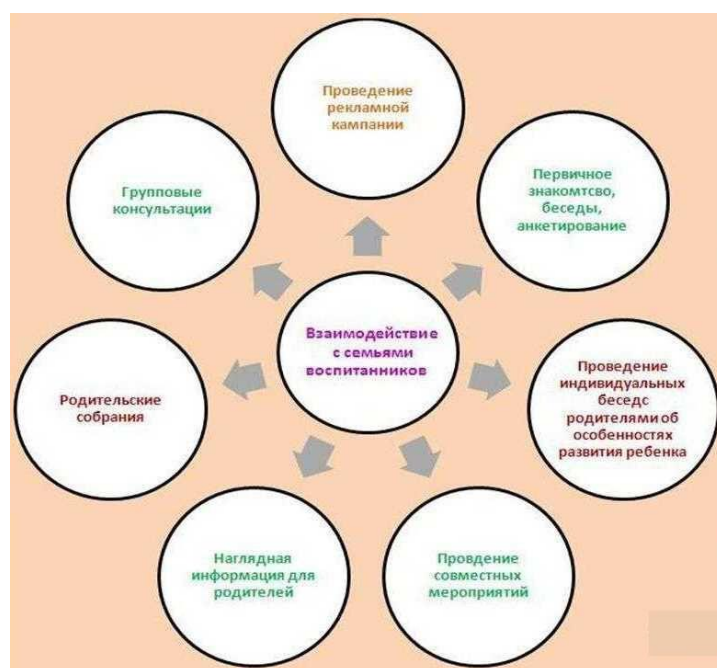 Проведение
рекламной
кампании
Групповые
консультации
Первичное
знакомтсво,
беседы,
анкетирование
Взаимодействие
с семьями
воспитанников
Родительские
собрания
Проведение
индивидуальных
бесед с
родителями об
особенностях
развития ребенка
Наглядная
информация для
родителей
Провдение
совместных
мероприятий